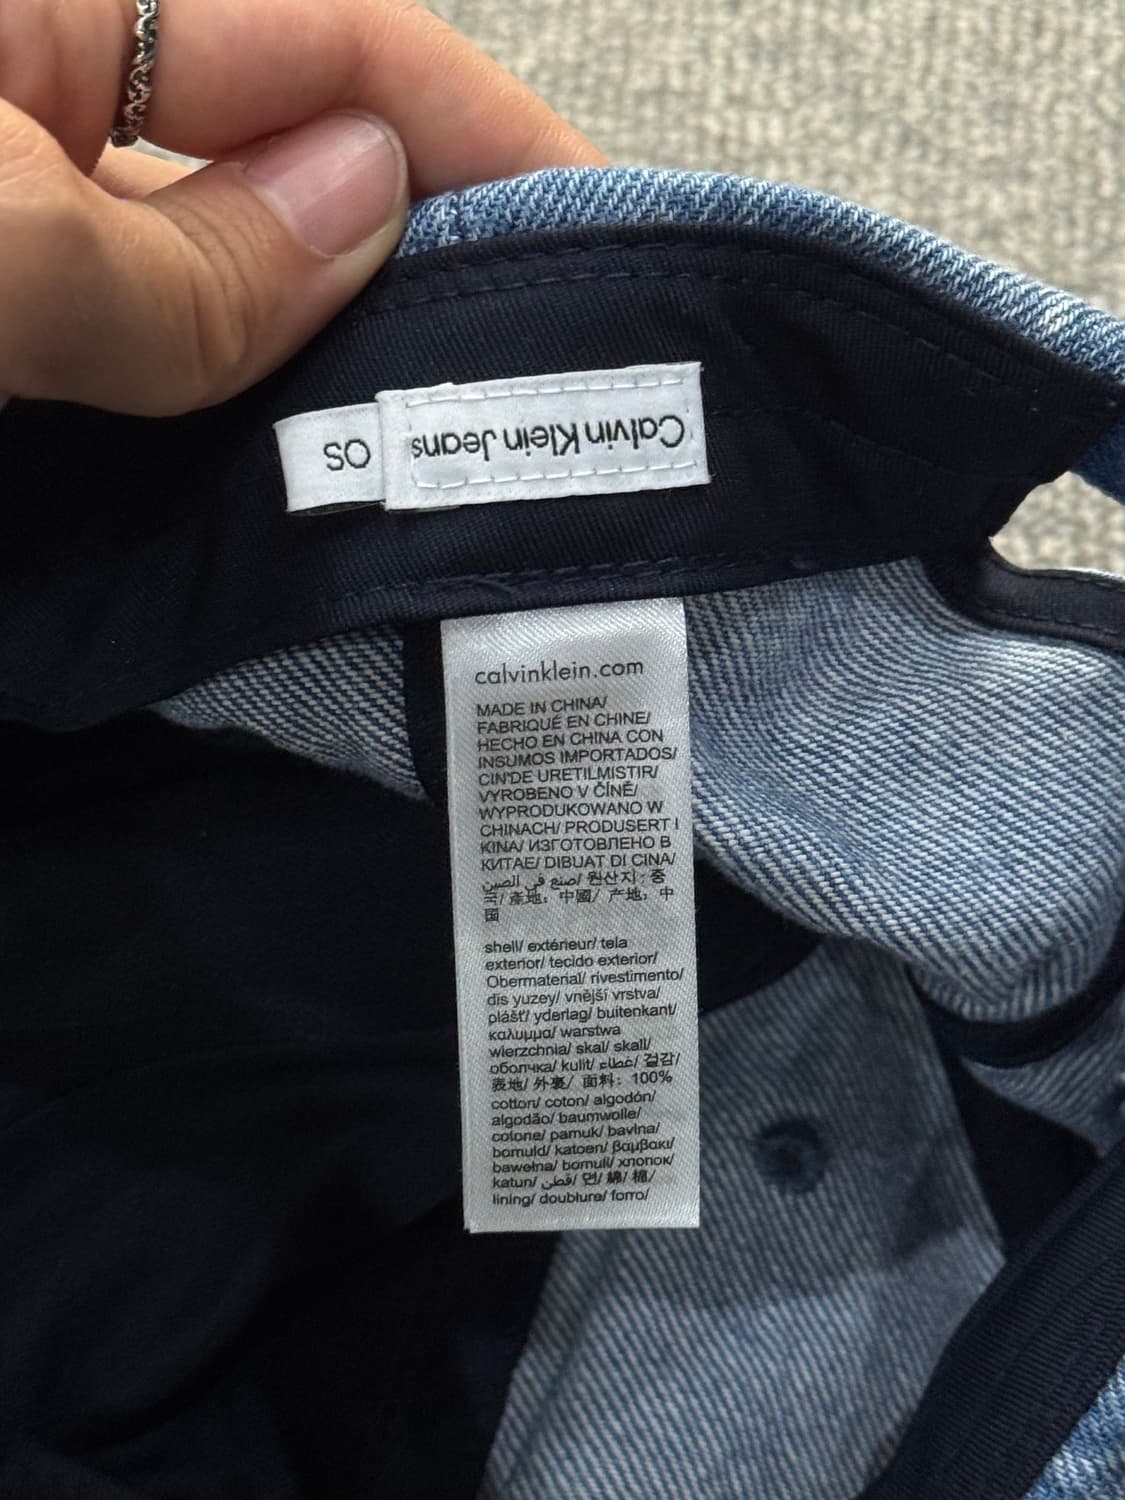 Calvin Klein Jeans
OS
calvinklein.com
MADE IN CHINA/
FABRIQUÉ EN CHINE/
HECHO EN CHINA CON
INSUMOS IMPORTADOS/
CIN'DE URETILMISTIR/
VYROBENO V ČÍNĚ/
WYPRODUKOWANO W
CHINACH/ PRODUSERT I
KINA/ ИЗГОТОВЛЕНО В
КИТАЕ/ DIBUAT DI CINA/
صنع في الصين/ 원산지: 중
국/ 產地: 中國/ 产地: 中
国
shell/ extérieur/ tela
exterior/ tecido exterior/
Obermaterial/ rivestimento/
dis yuzey/ vnější vrstva/
plášť/ yderlag/ buitenkant/
καλυμμα/ warstwa
wierzchnia/ skal/ skall/
оболчка/ kulit/ غطاء/ 겉감/
表地/ 外裏/ 面料: 100%
cotton/ coton/ algodón/
algodão/ baumwolle/
cotone/ pamuk/ bavlna/
bomuld/ katoen/ βαμβακι/
bawełna/ bomull/ хлопок/
katun/ قطن/ 면/ 綿/ 棉/
lining/ doublure/ forro/